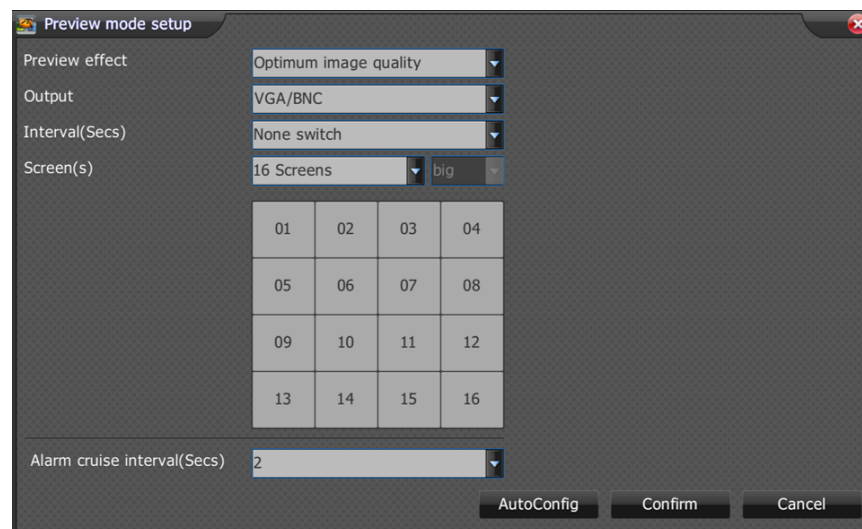 Preview mode setup
Preview effect Optimum image quality
Output VGA/BNC
Interval(Secs) None switch
Screen(s) 16 Screens big
01 02 03 04
05 06 07 08
09 10 11 12
13 14 15 16
Alarm cruise interval(Secs) 2
AutoConfig Confirm Cancel